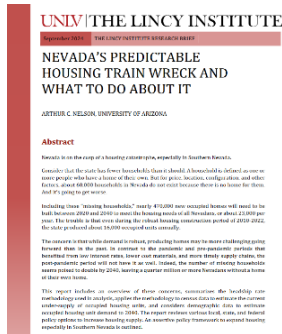 UNLV THE LINCY INSTITUTE
September 2024 THE LINCY INSTITUTE RESEARCH BRIEF
NEVADA'S PREDICTABLE
HOUSING TRAIN WRECK AND
WHAT TO DO ABOUT IT
ARTHUR C. NELSON, UNIVERSITY OF ARIZONA
Abstract
Nevada is on the cusp of a housing catastrophe, especially in Southern Nevada.
Consider that the state has fewer households than it should. A household is defined as one or
more people who have a home of their own. But for price, location, configuration, and other
factors, about 60,000 households in Nevada do not exist because there is no home for them.
And it's going to get worse.
Including these "missing households," nearly 470,000 new occupied homes will need to be
built between 2020 and 2040 to meet the housing needs of all Nevadans, or about 23,000 per
year. The trouble is that even during the robust housing construction period of 2010-2022,
the state produced about 16,000 occupied units annually.
The concern is that while demand is robust, producing homes may be more challenging going
forward than in the past. In contrast to the pandemic and pre-pandemic periods that
benefited from low interest rates, lower cost materials, and more timely supply chains, the
post-pandemic period will not have it as well. Indeed, the number of missing households
seems poised to double by 2040, leaving a quarter million or more Nevadans without a home
of their own home.
This report includes an overview of these concerns, summarizes the headship rate
methodology used in analysis, applies the methodology to census data to estimate the current
under-supply of occupied housing units, and considers demographic data to estimate
occupied housing unit demand to 2040. The report reviews various local, state, and federal
policy options to increase housing supply. An assertive policy framework to expand housing
especially in Southern Nevada is outlined.